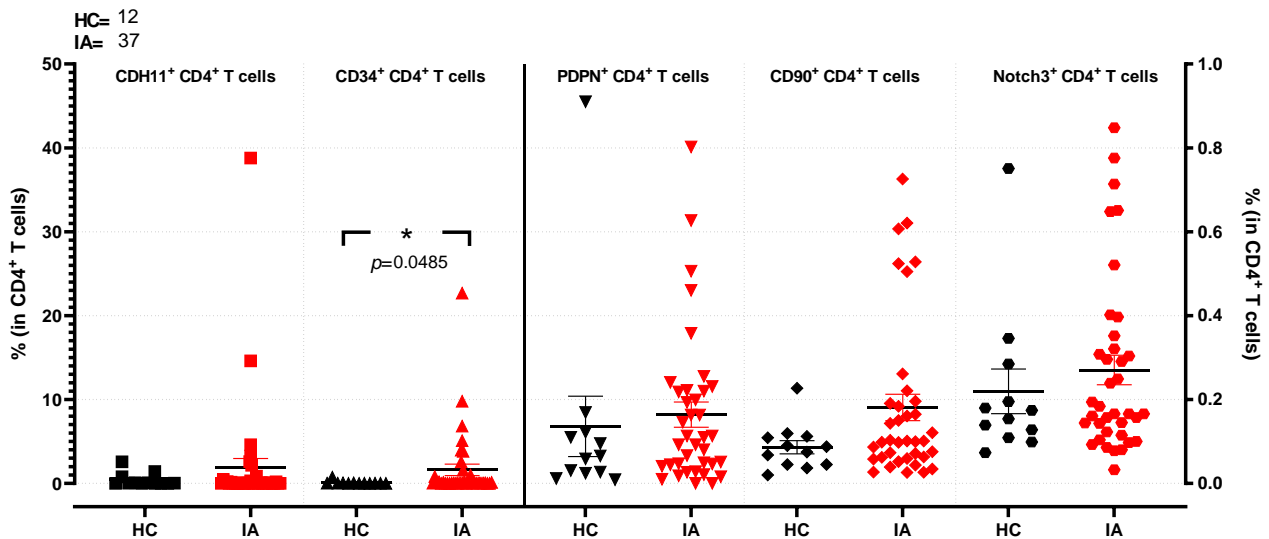 HC= 12
IA= 37
CDH11⁺ CD4⁺ T cells
CD34⁺ CD4⁺ T cells
PDPN⁺ CD4⁺ T cells
CD90⁺ CD4⁺ T cells
Notch3⁺ CD4⁺ T cells
% (in CD4⁺ T cells)
50
40
30
20
10
0
*
p=0.0485
1.0
0.8
0.6
0.4
0.2
0.0
% (in CD4⁺ T cells)
HC IA HC IA HC IA HC IA HC IA